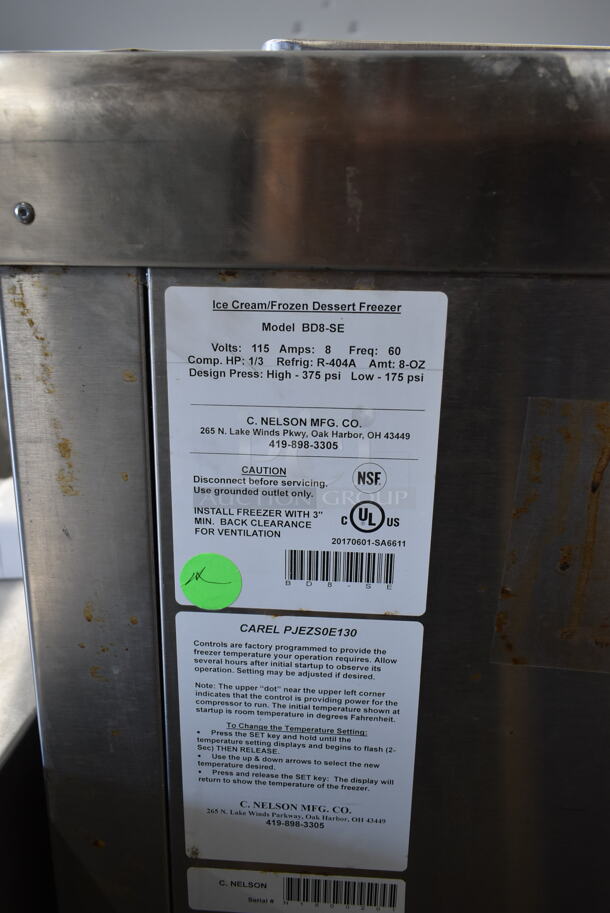 Ice Cream/Frozen Dessert Freezer
Model BD8-SE
Volts: 115 Amps: 8 Freq: 60
Comp. HP: 1/3 Refrig: R-404A Amt: 8-OZ
Design Press: High - 375 psi Low - 175 psi
C. NELSON MFG. CO.
265 N. Lake Winds Pkwy, Oak Harbor, OH 43449
419-898-3305
CAUTION
Disconnect before servicing.
Use grounded outlet only.
NSF
AUCTION GROUP
INSTALL FREEZER WITH 3"
MIN. BACK CLEARANCE
FOR VENTILATION
C UL US
20170601-SA6611
BD8-SE
CAREL PJEZS0E130
Controls are factory programmed to provide the
freezer temperature your operation requires. Allow
several hours after initial startup to observe its
operation. Setting may be adjusted if desired.
Note: The upper "dot" near the upper left corner
indicates that the control is providing power for the
compressor to run. The initial temperature shown at
startup is room temperature in degrees Fahrenheit.
To Change the Temperature Setting:
• Press the SET key and hold until the
temperature setting displays and begins to flash (2-
Sec) THEN RELEASE.
• Use the up & down arrows to select the new
temperature desired.
• Press and release the SET key: The display will
return to show the temperature of the freezer.
C. NELSON MFG. CO.
265 N. Lake Winds Parkway, Oak Harbor, OH 43449
419-898-3305
C. NELSON
Serial #